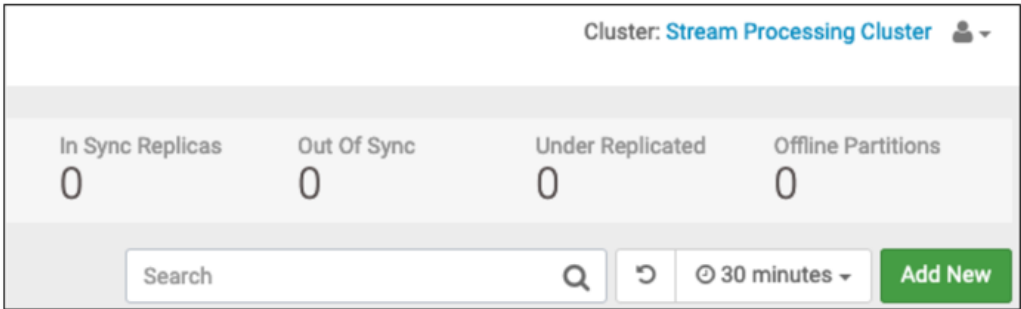 Cluster: Stream Processing Cluster
In Sync Replicas Out Of Sync Under Replicated Offline Partitions
0 0 0 0
Search 30 minutes Add New